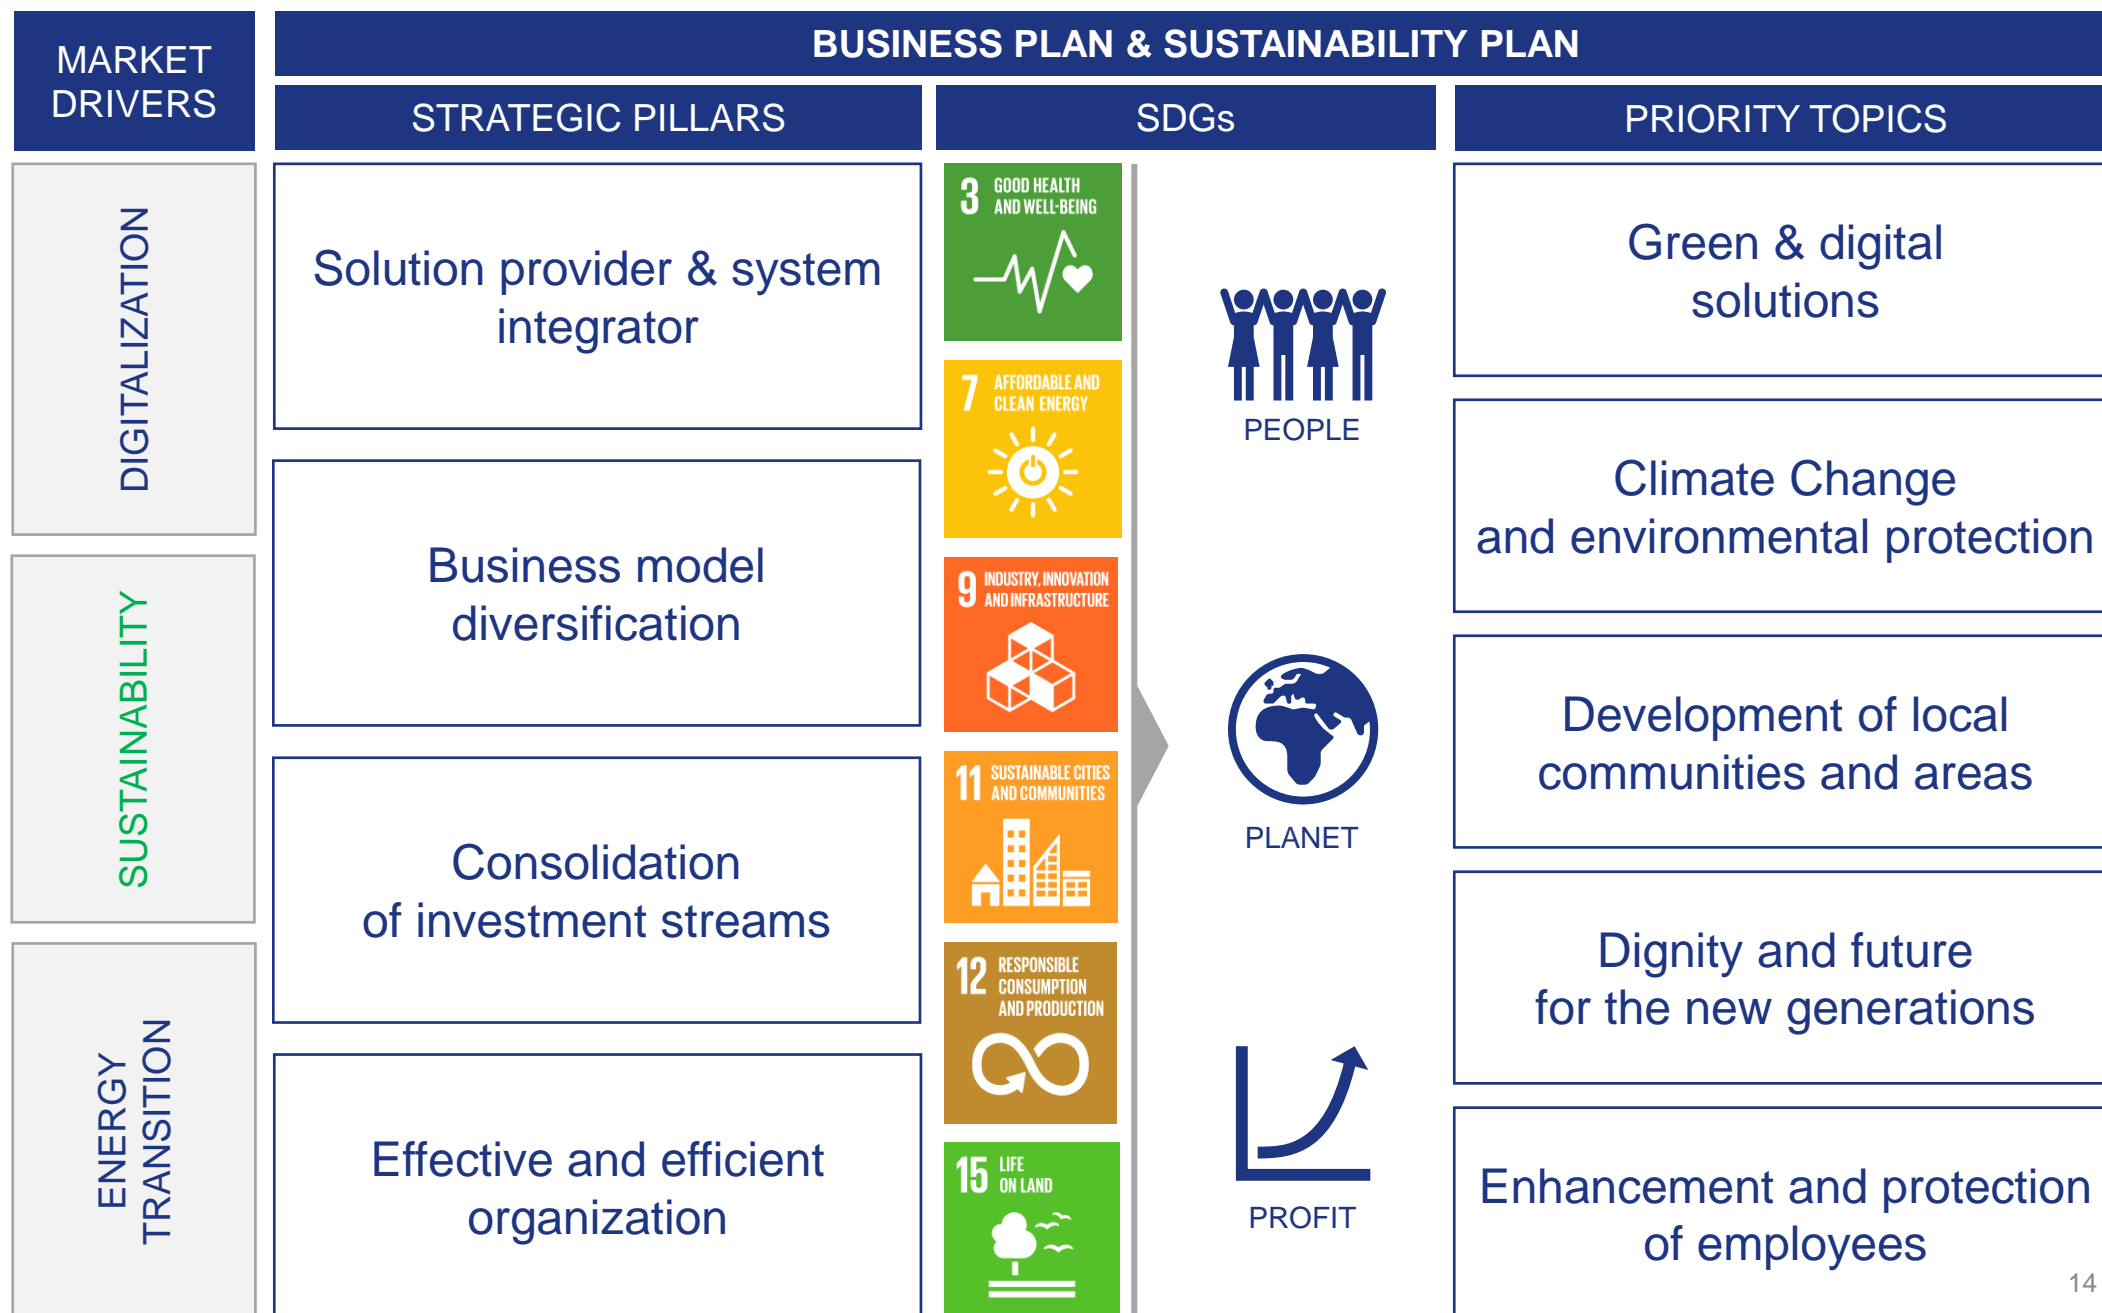 MARKET
DRIVERS
BUSINESS PLAN & SUSTAINABILITY PLAN
STRATEGIC PILLARS
SDGs
PRIORITY TOPICS
DIGITALIZATION
SUSTAINABILITY
ENERGY
TRANSITION
Solution provider & system
integrator
Business model
diversification
Consolidation
of investment streams
Effective and efficient
organization
3 GOOD HEALTH
AND WELL-BEING
7 AFFORDABLE AND
CLEAN ENERGY
9 INDUSTRY, INNOVATION
AND INFRASTRUCTURE
11 SUSTAINABLE CITIES
AND COMMUNITIES
12 RESPONSIBLE
CONSUMPTION
AND PRODUCTION
15 LIFE
ON LAND
PEOPLE
PLANET
PROFIT
Green & digital
solutions
Climate Change
and environmental protection
Development of local
communities and areas
Dignity and future
for the new generations
Enhancement and protection
of employees
14